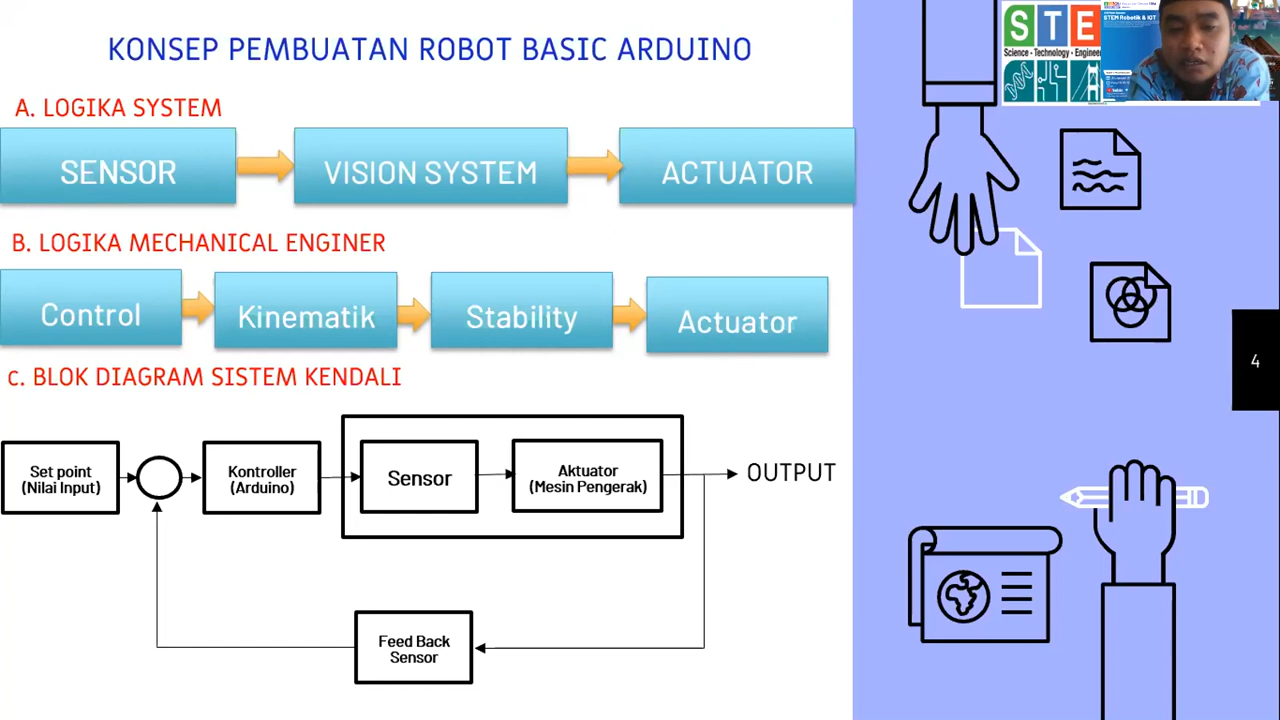 KONSEP PEMBUATAN ROBOT BASIC ARDUINO
STE
Science - Technology - Engineer
STEM Robotik & IOT
A. LOGIKA SYSTEM
SENSOR
VISION SYSTEM
ACTUATOR
B. LOGIKA MECHANICAL ENGINER
Control
Kinematik
Stability
Actuator
c. BLOK DIAGRAM SISTEM KENDALI
4
Set point
(Nilai Input)
Kontroller
(Arduino)
Sensor
Aktuator
(Mesin Pengerak)
OUTPUT
Feed Back
Sensor